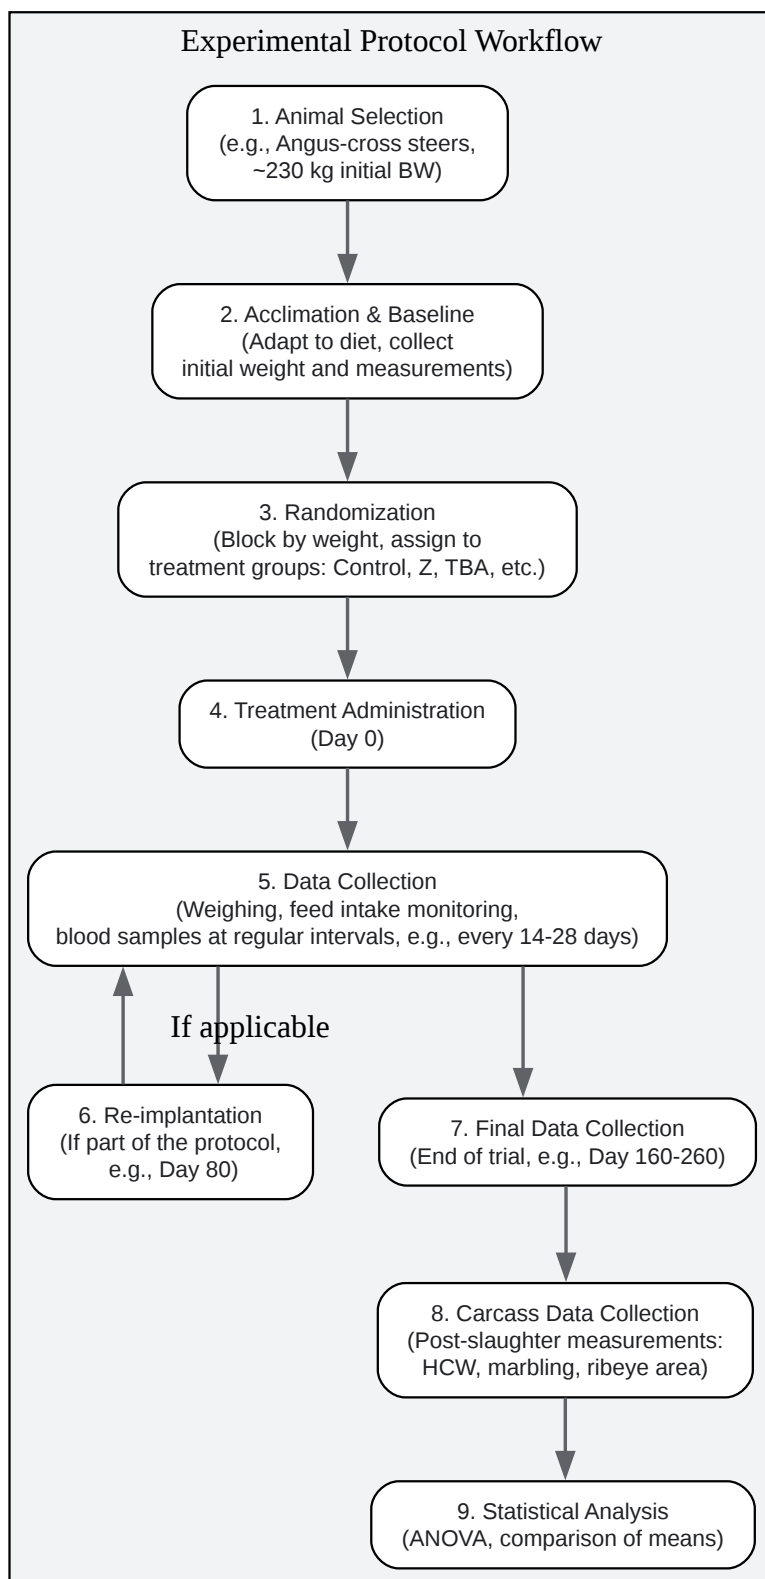 Experimental Protocol Workflow
1. Animal Selection
(e.g., Angus-cross steers,
~230 kg initial BW)
2. Acclimation & Baseline
(Adapt to diet, collect
initial weight and measurements)
3. Randomization
(Block by weight, assign to
treatment groups: Control, Z, TBA, etc.)
4. Treatment Administration
(Day 0)
5. Data Collection
(Weighing, feed intake monitoring,
blood samples at regular intervals, e.g., every 14-28 days)
If applicable
6. Re-implantation
(If part of the protocol,
e.g., Day 80)
7. Final Data Collection
(End of trial, e.g., Day 160-260)
8. Carcass Data Collection
(Post-slaughter measurements:
HCW, marbling, ribeye area)
9. Statistical Analysis
(ANOVA, comparison of means)